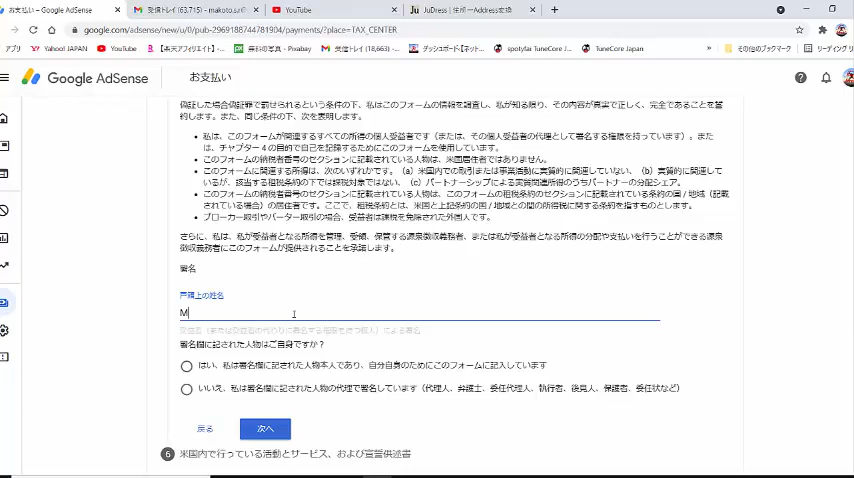 お支払い – Google AdSense
受信トレイ (63,715) - makoto.s.r
YouTube
JuDress | 住所→Address変換
google.com/adsense/new/u/0/pub-2969188744781904/payments/?place=TAX_CENTER
アプリ
Yahoo! JAPAN
YouTube
【楽天アフィリエイト】-
無料の写真 - Pixabay
受信トレイ (18,663) -
ダッシュボード【ネット...
spotyfar TuneCore J...
TuneCore Japan
»
その他のブックマーク
リーディング リ
Google AdSense
お支払い
偽証した場合偽証罪で罰せられるという条件の下、私はこのフォームの情報を調査し、私が知る限り、その内容が真実で正しく、完全であることを誓
約します。また、同じ条件の下、次を表明します。
• 私は、このフォームが関連するすべての所得の個人受益者です（または、その個人受益者の代理として署名する権限を持っています）。また
は、チャプター 4 の目的で自己を記録するためにこのフォームを使用しています。
• このフォームの納税者番号のセクションに記載されている人物は、米国居住者ではありません。
• このフォームに関連する所得は、次のいずれかです。（a）米国内での取引または事業活動に実質的に関連していない、（b）実質的に関連して
いるが、該当する租税条約の下では課税対象ではない、（c）パートナーシップによる実質関連所得のうちパートナーの分配シェア。
• このフォームの納税者番号のセクションに記載されている人物は、このフォームの租税条約のセクションに記載されている条約の国 / 地域（記載
されている場合）の居住者です。ここで、租税条約とは、米国と上記条約の国 / 地域との間の所得税に関する条約を指すものとします。
• ブローカー取引やバーター取引の場合、受益者は課税を免除された外国人です。
さらに、私は、私が受益者となる所得を管理、受領、保管する源泉徴収義務者、または私が受益者となる所得の分配や支払いを行うことができる源泉
徴収義務者にこのフォームが提供されることを承諾します。
署名
戸籍上の姓名
M
受益者（または受益者の代わりに署名する権限を持つ個人）による署名
署名欄に記された人物はご自身ですか？
はい、私は署名欄に記された人物本人であり、自分自身のためにこのフォームに記入しています
いいえ、私は署名欄に記された人物の代理で署名しています（代理人、弁護士、受任代理人、執行者、後見人、保護者、受任状など）
戻る
次へ
6 米国内で行っている活動とサービス、および宣誓供述書